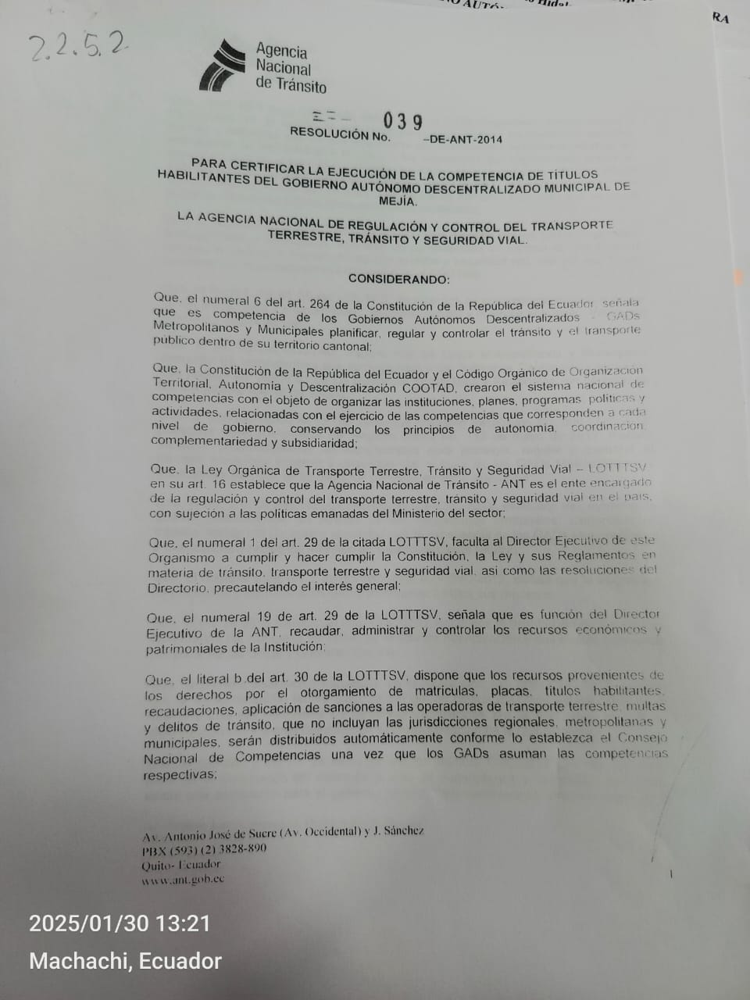 RA
2.2.5.2
Agencia
Nacional
de Tránsito
039
RESOLUCIÓN No. -DE-ANT-2014
PARA CERTIFICAR LA EJECUCIÓN DE LA COMPETENCIA DE TÍTULOS
HABILITANTES DEL GOBIERNO AUTÓNOMO DESCENTRALIZADO MUNICIPAL DE
MEJÍA.
LA AGENCIA NACIONAL DE REGULACIÓN Y CONTROL DEL TRANSPORTE
TERRESTRE, TRÁNSITO Y SEGURIDAD VIAL.
CONSIDERANDO:
Que, el numeral 6 del art. 264 de la Constitución de la República del Ecuador señala
que es competencia de los Gobiernos Autónomos Descentralizados - GADs
Metropolitanos y Municipales planificar, regular y controlar el tránsito y el transporte
público dentro de su territorio cantonal;
Que, la Constitución de la República del Ecuador y el Código Orgánico de Organización
Territorial, Autonomía y Descentralización COOTAD, crearon el sistema nacional de
competencias con el objeto de organizar las instituciones, planes, programas políticas y
actividades, relacionadas con el ejercicio de las competencias que corresponden a cada
nivel de gobierno, conservando los principios de autonomía, coordinación,
complementariedad y subsidiaridad;
Que, la Ley Orgánica de Transporte Terrestre, Tránsito y Seguridad Vial – LOTTTSV
en su art. 16 establece que la Agencia Nacional de Tránsito - ANT es el ente encargado
de la regulación y control del transporte terrestre, tránsito y seguridad vial en el país,
con sujeción a las políticas emanadas del Ministerio del sector;
Que, el numeral 1 del art. 29 de la citada LOTTTSV, faculta al Director Ejecutivo de este
Organismo a cumplir y hacer cumplir la Constitución, la Ley y sus Reglamentos en
materia de tránsito, transporte terrestre y seguridad vial, así como las resoluciones del
Directorio, precautelando el interés general;
Que, el numeral 19 de art. 29 de la LOTTTSV, señala que es función del Director
Ejecutivo de la ANT, recaudar, administrar y controlar los recursos económicos y
patrimoniales de la Institución;
Que, el literal b.del art. 30 de la LOTTTSV, dispone que los recursos provenientes de
los derechos por el otorgamiento de matriculas, placas, títulos habilitantes,
recaudaciones, aplicación de sanciones a las operadoras de transporte terrestre, multas
y delitos de tránsito, que no incluyan las jurisdicciones regionales, metropolitanas y
municipales, serán distribuidos automáticamente conforme lo establezca el Consejo
Nacional de Competencias una vez que los GADs asuman las competencias
respectivas;
Av. Antonio José de Sucre (Av. Occidental) y J. Sánchez
PBX (593) (2) 3828-890
Quito- Ecuador
www.ant.gob.ec
1
2025/01/30 13:21
Machachi, Ecuador